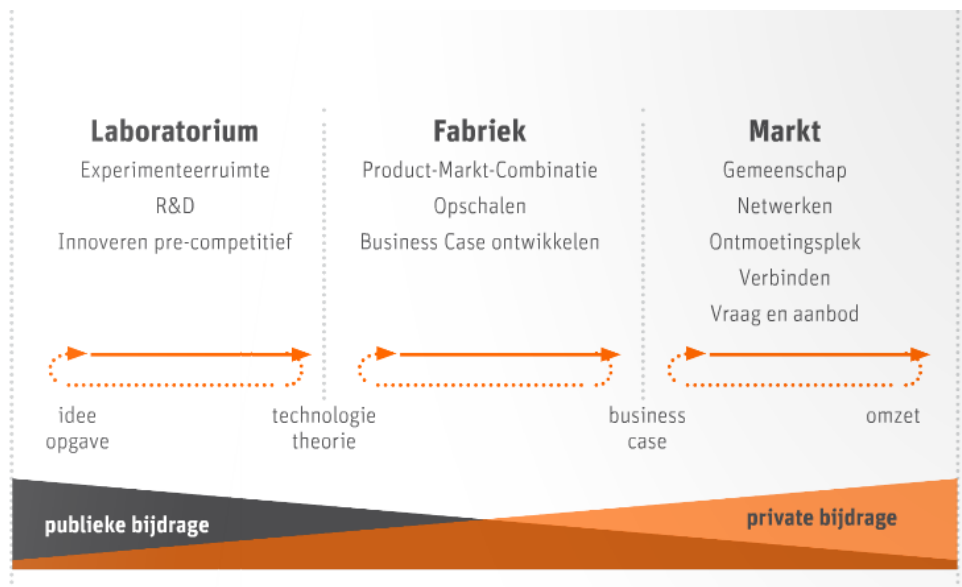 Laboratorium
Experimenteerruimte
R&D
Innoveren pre-competitief
Fabriek
Product-Markt-Combinatie
Opschalen
Business Case ontwikkelen
Markt
Gemeenschap
Netwerken
Ontmoetingsplek
Verbinden
Vraag en aanbod
idee
opgave
technologie
theorie
business
case
omzet
publieke bijdrage
private bijdrage